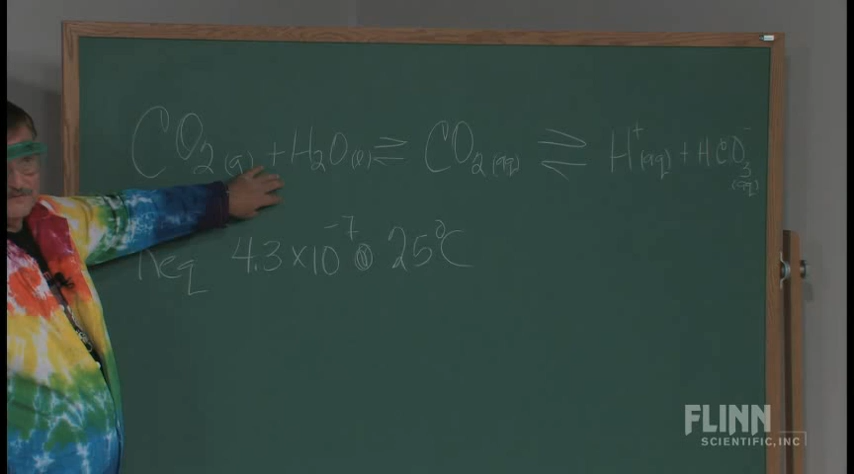 CO₂(g) + H₂O(l) ⇌ CO₂(aq) ⇌ H⁺(aq) + HCO₃⁻(aq)
Keq 4.3 × 10⁻⁷ @ 25°C
FLINN
SCIENTIFIC, INC